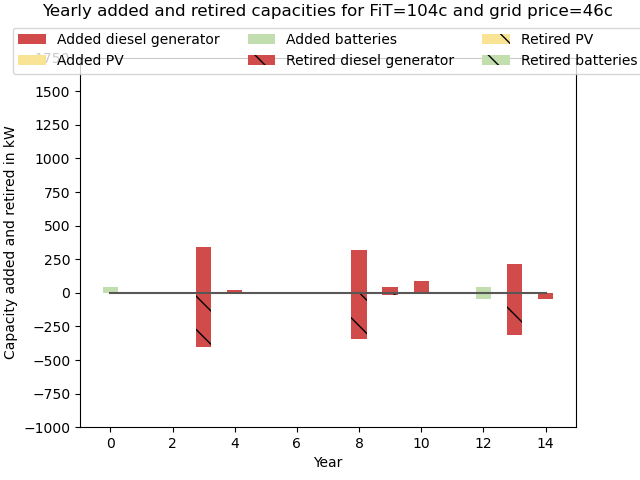 Yearly added and retired capacities for FiT=104c and grid price=46c
Added diesel generator
Added PV
Added batteries
Retired diesel generator
Retired PV
Retired batteries
1750
1500
1250
1000
750
500
250
0
−250
−500
−750
−1000
Capacity added and retired in kW
0 2 4 6 8 10 12 14
Year